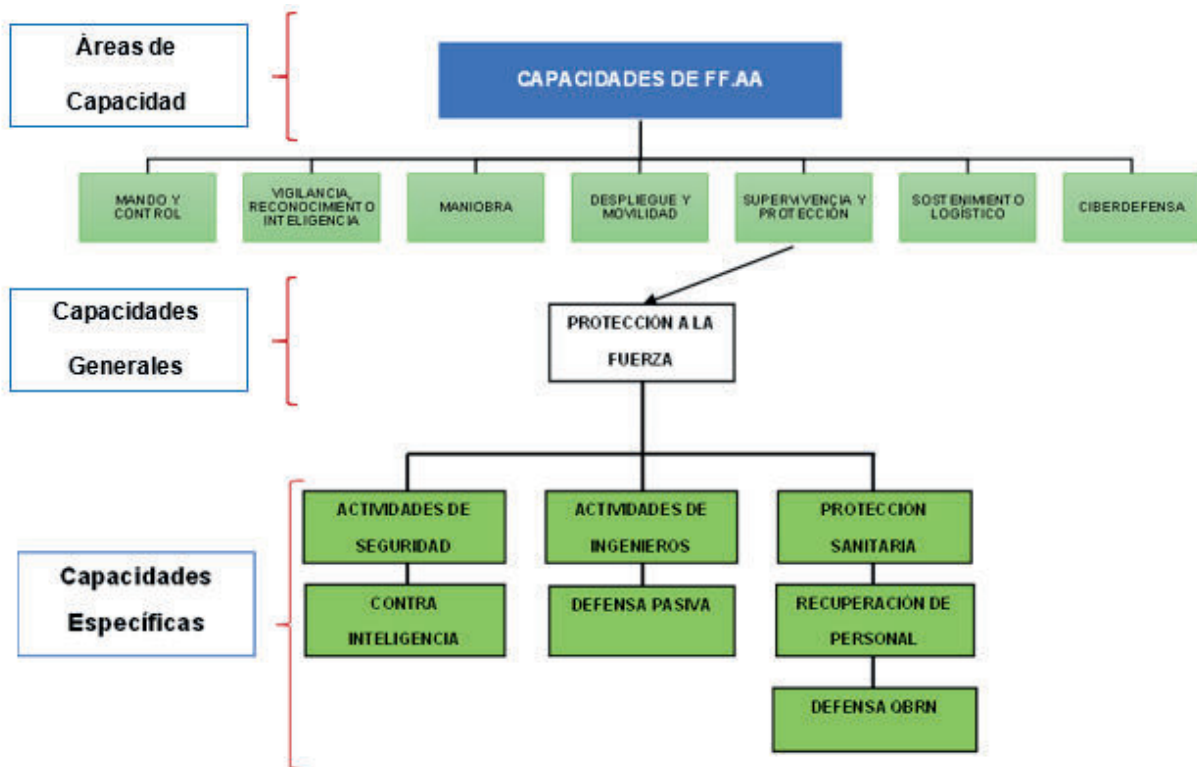 Áreas de
Capacidad
CAPACIDADES DE FF.AA
MANDO Y
CONTROL
VIGILANCIA,
RECONOCIMIENTO
INTELIGENCIA
MANIOBRA
DESPLIEGUE Y
MOVILIDAD
SUPERVIVENCIA Y
PROTECCIÓN
SOSTENIMIENTO
LOGÍSTICO
CIBERDEFENSA
Capacidades
Generales
PROTECCIÓN A LA
FUERZA
Capacidades
Específicas
ACTIVIDADES DE
SEGURIDAD
CONTRA
INTELIGENCIA
ACTIVIDADES DE
INGENIEROS
DEFENSA PASIVA
PROTECCIÓN
SANITARIA
RECUPERACIÓN DE
PERSONAL
DEFENSA QBRN